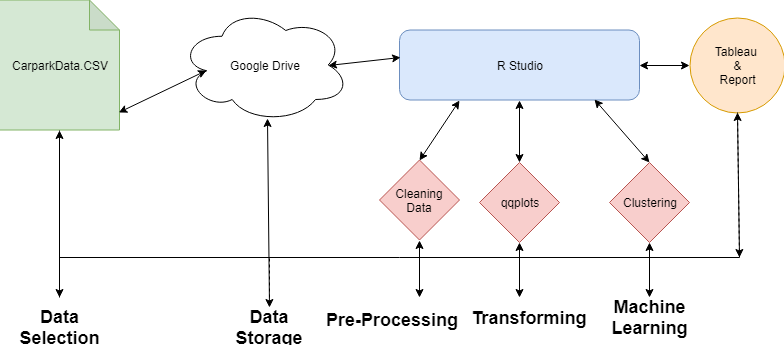 CarparkData.CSV
Google Drive
R Studio
Tableau
&
Report
Cleaning
Data
qqplots
Clustering
Data
Selection
Data
Storage
Pre-Processing
Transforming
Machine
Learning